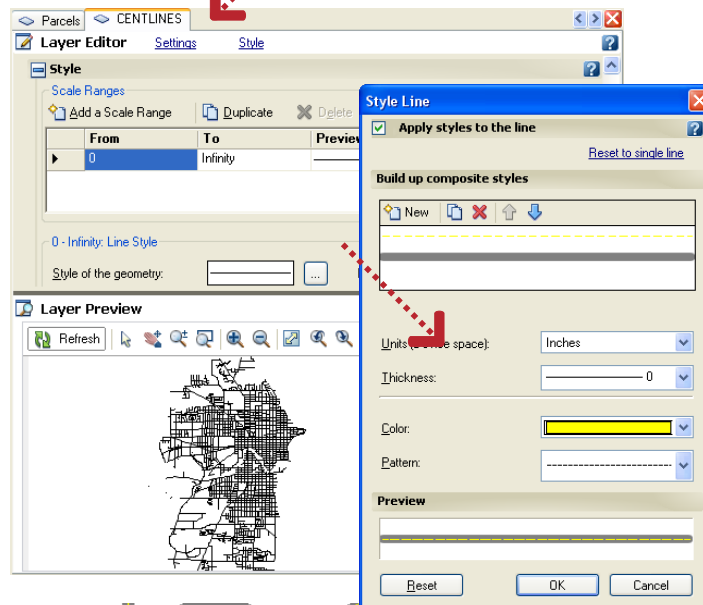 Parcels CENTLINES
Layer Editor Settings Style
Style
Scale Ranges
Add a Scale Range Duplicate Delete
From To
0 Infinity
0 - Infinity: Line Style
Style of the geometry: ...
Layer Preview
Refresh
Style Line
Apply styles to the line
Reset to single line
Build up composite styles
New
Units space): Inches
Thickness: 0
Color:
Pattern:
Preview
Reset OK Cancel